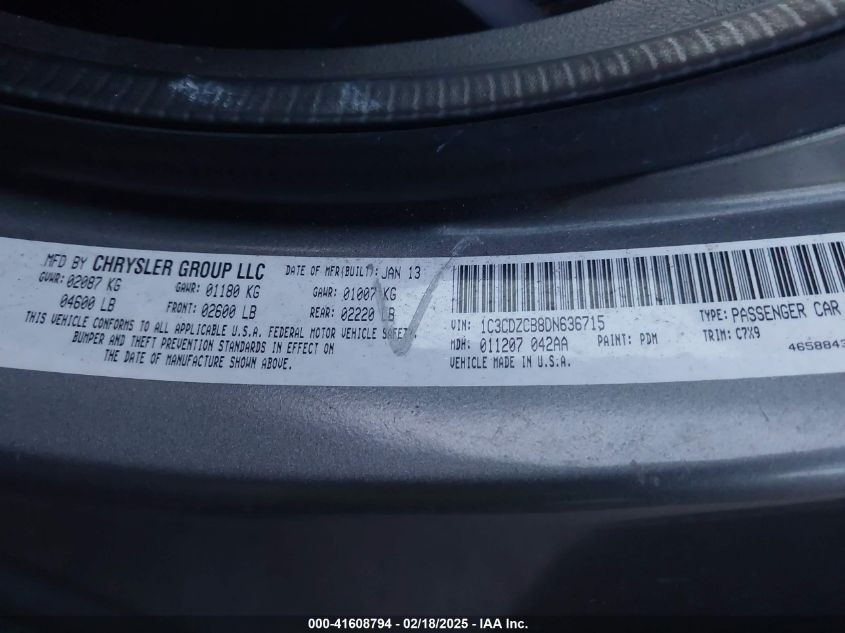 MFD BY CHRYSLER GROUP LLC DATE OF MFR(BUILT): JAN 13
GVWR: 02087 KG GAWR: 01180 KG GAWR: 01007 KG
04600 LB FRONT: 02600 LB REAR: 02220 LB
THIS VEHICLE CONFORMS TO ALL APPLICABLE U.S.A. FEDERAL MOTOR VEHICLE SAFETY,
BUMPER AND THEFT PREVENTION STANDARDS IN EFFECT ON
THE DATE OF MANUFACTURE SHOWN ABOVE.
VIN: 1C3CDZCB8DN636715 TYPE: PASSENGER CAR
MDH: 011207 042AA PAINT: PDM TRIM: C7X9
VEHICLE MADE IN U.S.A. 4658843
000-41608794 — 02/18/2025 — IAA Inc.